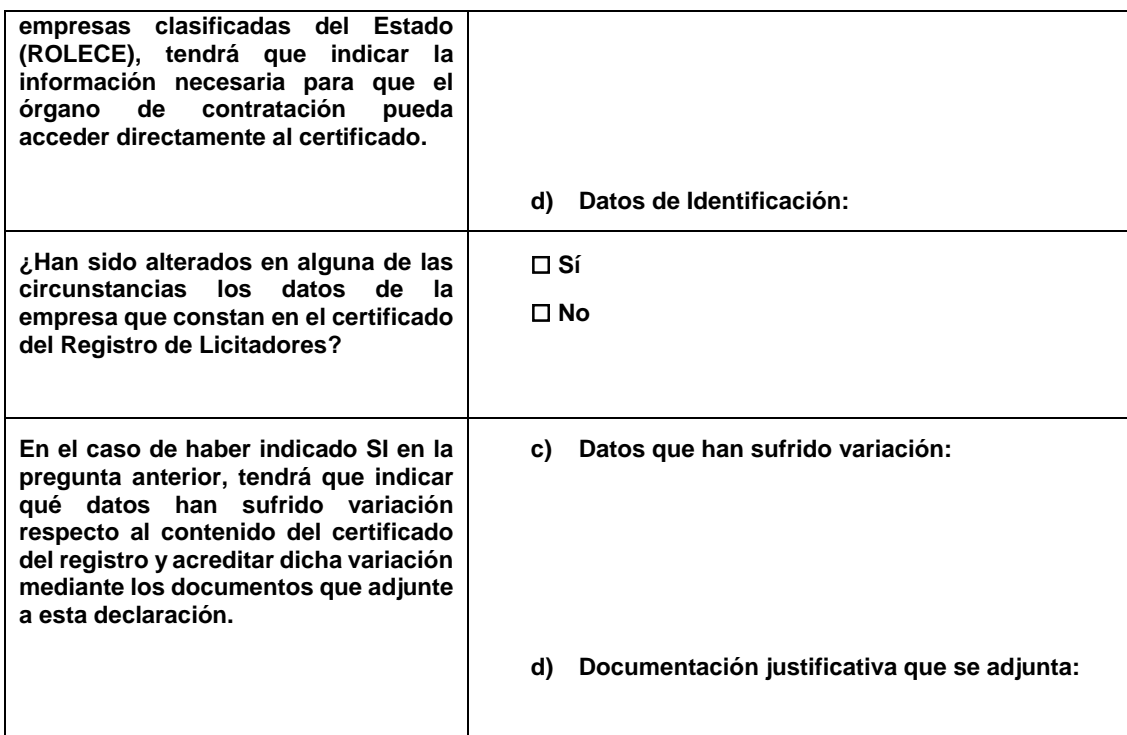 empresas clasificadas del Estado
(ROLECE), tendrá que indicar la
información necesaria para que el
órgano de contratación pueda
acceder directamente al certificado.
d) Datos de Identificación:
¿Han sido alterados en alguna de las
circunstancias los datos de la
empresa que constan en el certificado
del Registro de Licitadores?
☐ Sí
☐ No
En el caso de haber indicado SI en la
pregunta anterior, tendrá que indicar
qué datos han sufrido variación
respecto al contenido del certificado
del registro y acreditar dicha variación
mediante los documentos que adjunte
a esta declaración.
c) Datos que han sufrido variación:
d) Documentación justificativa que se adjunta: